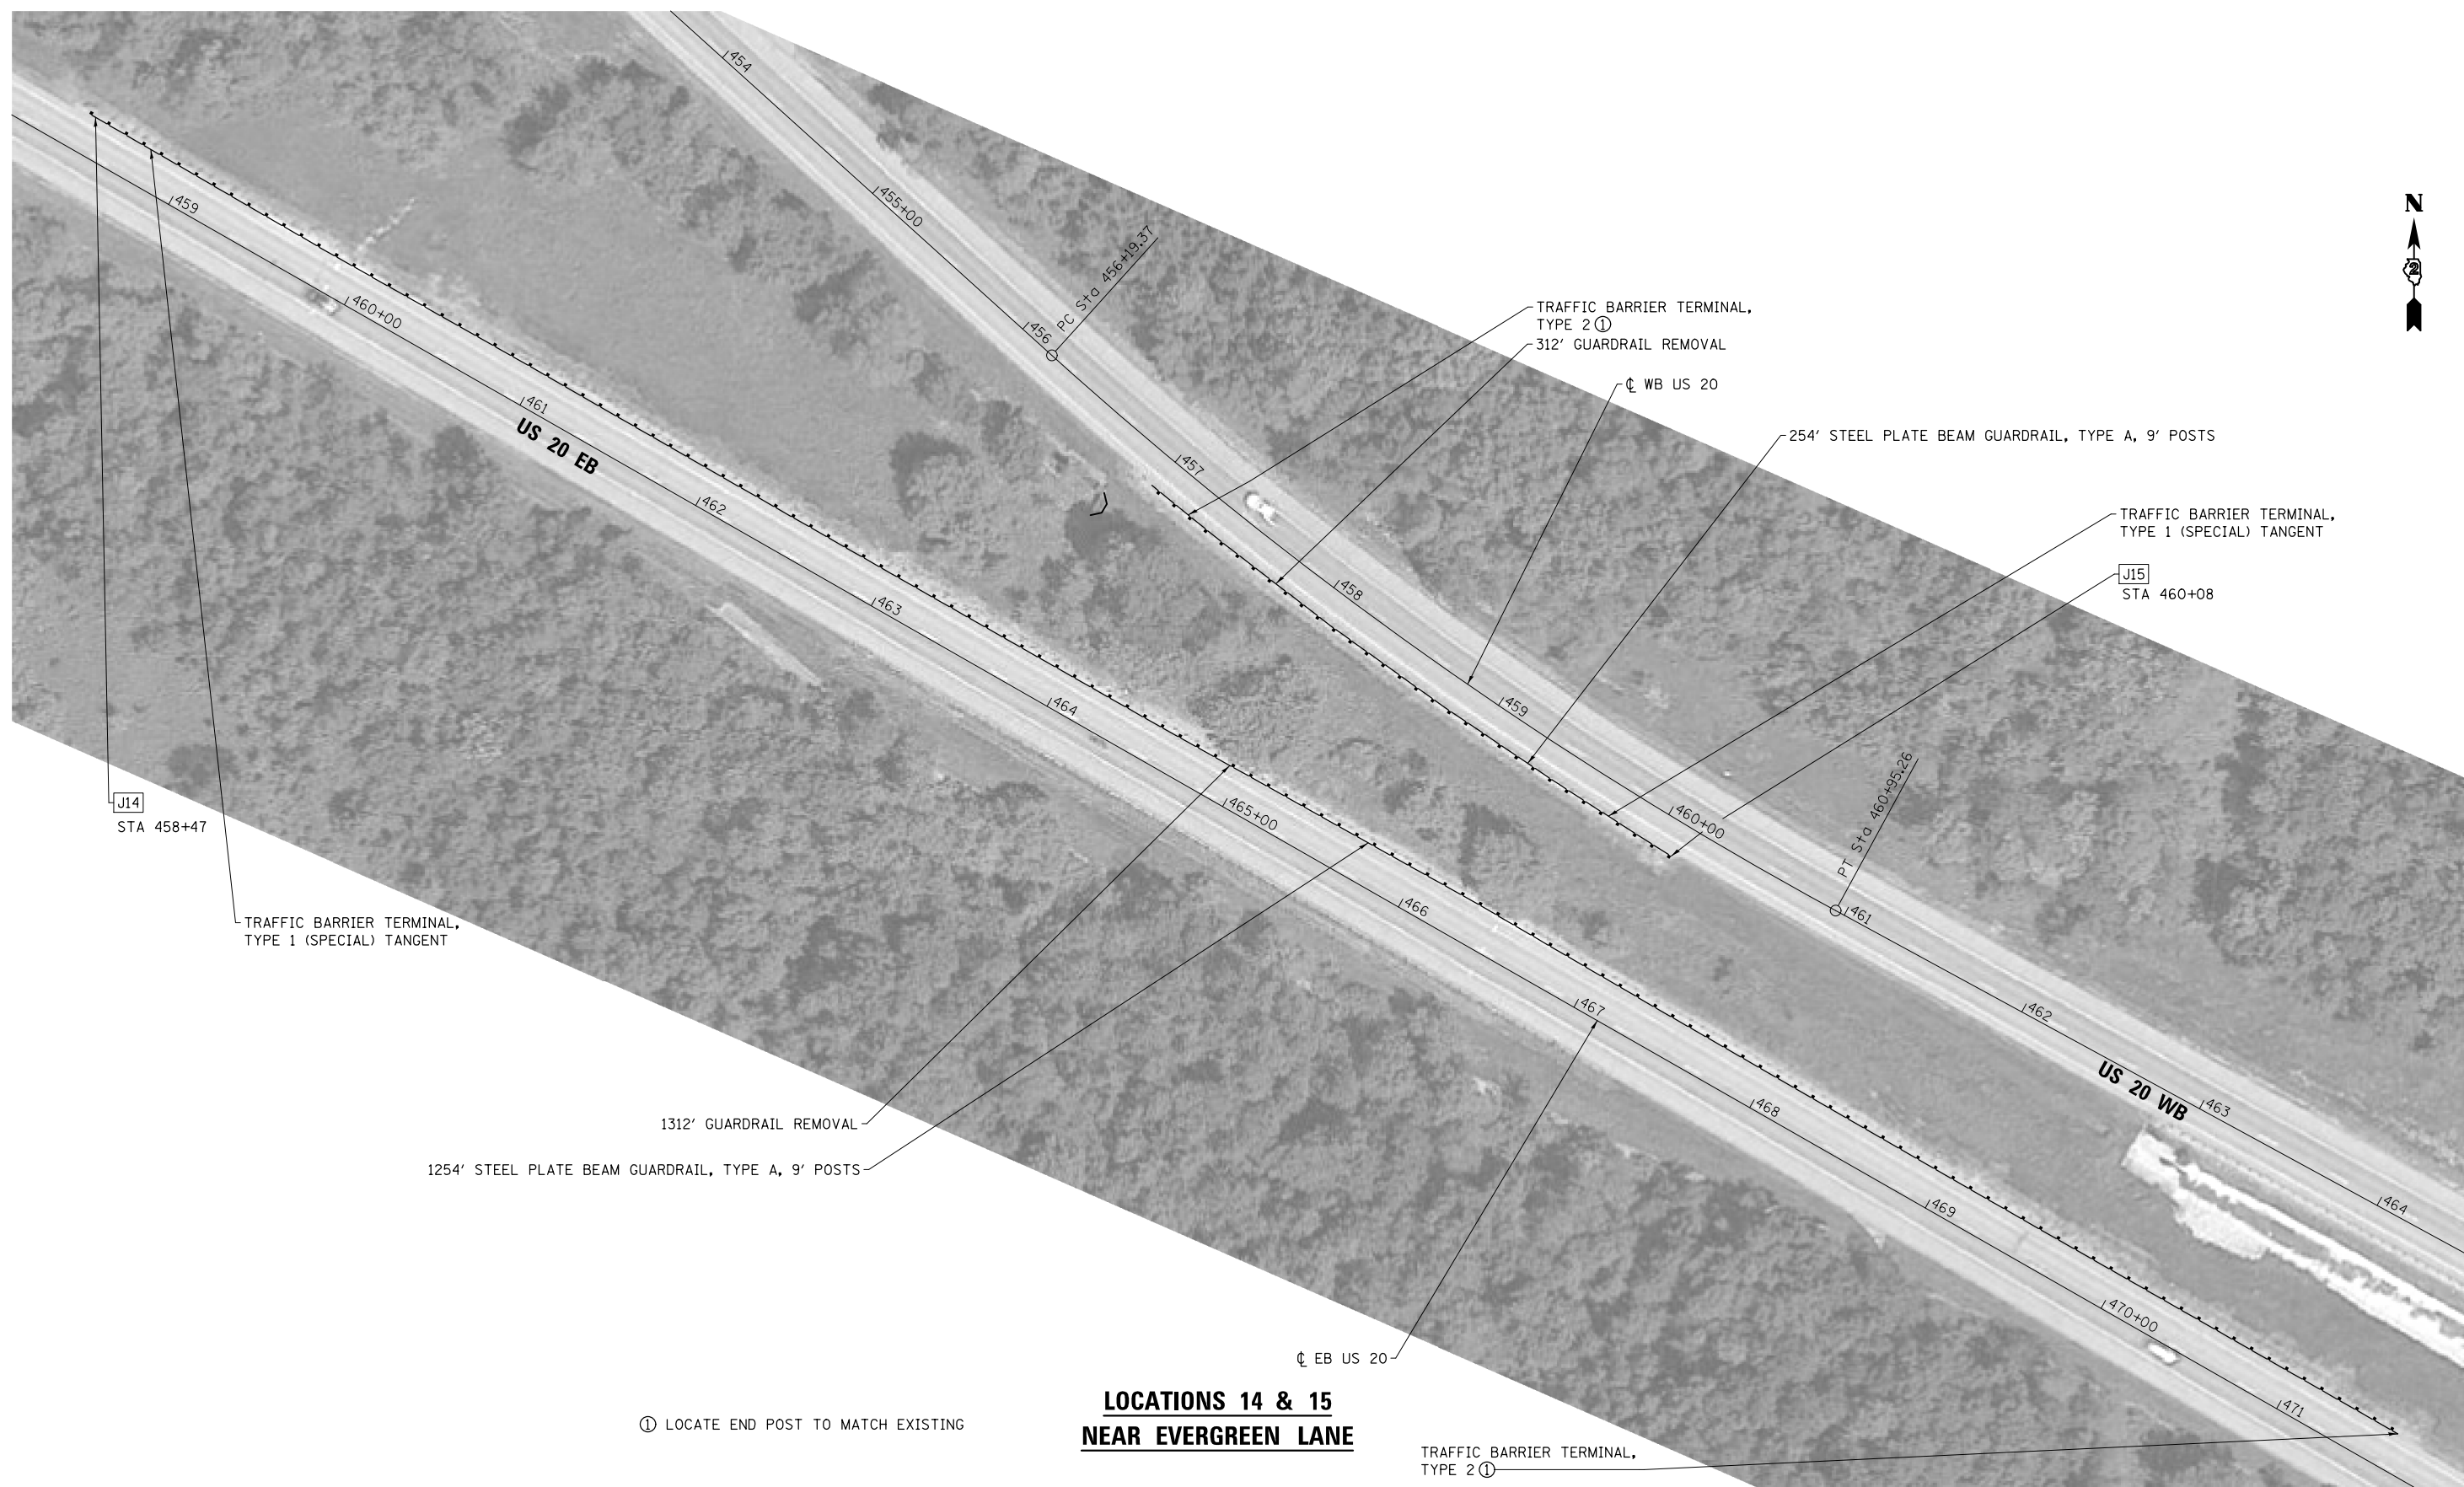 454
455+00
456
PC Sta 456+19.37
457
458
459
460+00
PT Sta 460+95.26
461
462
463
464
US 20 WB
N
2
TRAFFIC BARRIER TERMINAL,
TYPE 2 ①
312' GUARDRAIL REMOVAL
℄ WB US 20
254' STEEL PLATE BEAM GUARDRAIL, TYPE A, 9' POSTS
TRAFFIC BARRIER TERMINAL,
TYPE 1 (SPECIAL) TANGENT
J15
STA 460+08
459
460+00
461
US 20 EB
462
463
464
465+00
466
467
468
469
470+00
471
J14
STA 458+47
TRAFFIC BARRIER TERMINAL,
TYPE 1 (SPECIAL) TANGENT
1312' GUARDRAIL REMOVAL
1254' STEEL PLATE BEAM GUARDRAIL, TYPE A, 9' POSTS
℄ EB US 20
LOCATIONS 14 & 15
NEAR EVERGREEN LANE
① LOCATE END POST TO MATCH EXISTING
TRAFFIC BARRIER TERMINAL,
TYPE 2 ①